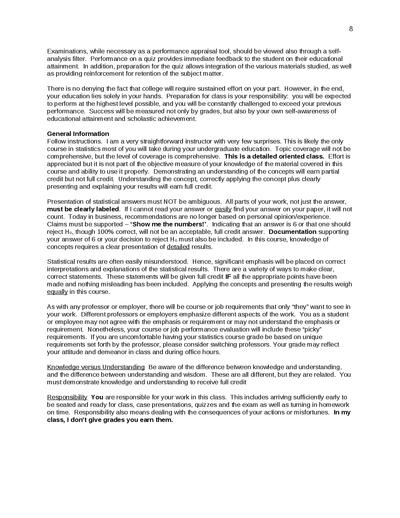 8
Examinations, while necessary as a performance appraisal tool, should be viewed also through a self-
analysis filter. Performance on a quiz provides immediate feedback to the student on their educational
attainment. In addition, preparation for the quiz allows integration of the various materials studied, as well
as providing reinforcement for retention of the subject matter.
There is no denying the fact that college will require sustained effort on your part. However, in the end,
your education lies solely in your hands. Preparation for class is your responsibility: you will be expected
to perform at the highest level possible, and you will be constantly challenged to exceed your previous
performance. Success will be measured not only by grades, but also by your own self-awareness of
educational attainment and scholastic achievement.
General Information
Follow instructions. I am a very straightforward instructor with very few surprises. This is likely the only
course in statistics most of you will take during your undergraduate education. Topic coverage will not be
comprehensive, but the level of coverage is comprehensive. This is a detailed oriented class. Effort is
appreciated but it is not part of the objective measure of your knowledge of the material covered in this
course and ability to use it properly. Demonstrating an understanding of the concepts will earn partial
credit but not full credit. Understanding the concept, correctly applying the concept plus clearly
presenting and explaining your results will earn full credit.
Presentation of statistical answers must NOT be ambiguous. All parts of your work, not just the answer,
must be clearly labeled. If I cannot read your answer or easily find your answer on your paper, it will not
count. Today in business, recommendations are no longer based on personal opinion/experience.
Claims must be supported – "Show me the numbers!". Indicating that an answer is 6 or that one should
reject H₀, though 100% correct, will not be an acceptable, full credit answer. Documentation supporting
your answer of 6 or your decision to reject H₀ must also be included. In this course, knowledge of
concepts requires a clear presentation of detailed results.
Statistical results are often easily misunderstood. Hence, significant emphasis will be placed on correct
interpretations and explanations of the statistical results. There are a variety of ways to make clear,
correct statements. These statements will be given full credit IF all the appropriate points have been
made and nothing misleading has been included. Applying the concepts and presenting the results weigh
equally in this course.
As with any professor or employer, there will be course or job requirements that only "they" want to see in
your work. Different professors or employers emphasize different aspects of the work. You as a student
or employee may not agree with the emphasis or requirement or may not understand the emphasis or
requirement. Nonetheless, your course or job performance evaluation will include these "picky"
requirements. If you are uncomfortable having your statistics course grade be based on unique
requirements set forth by the professor, please consider switching professors. Your grade may reflect
your attitude and demeanor in class and during office hours.
Knowledge versus Understanding Be aware of the difference between knowledge and understanding,
and the difference between understanding and wisdom. These are all different, but they are related. You
must demonstrate knowledge and understanding to receive full credit
Responsibility You are responsible for your work in this class. This includes arriving sufficiently early to
be seated and ready for class, case presentations, quizzes and the exam as well as turning in homework
on time. Responsibility also means dealing with the consequences of your actions or misfortunes. In my
class, I don't give grades you earn them.